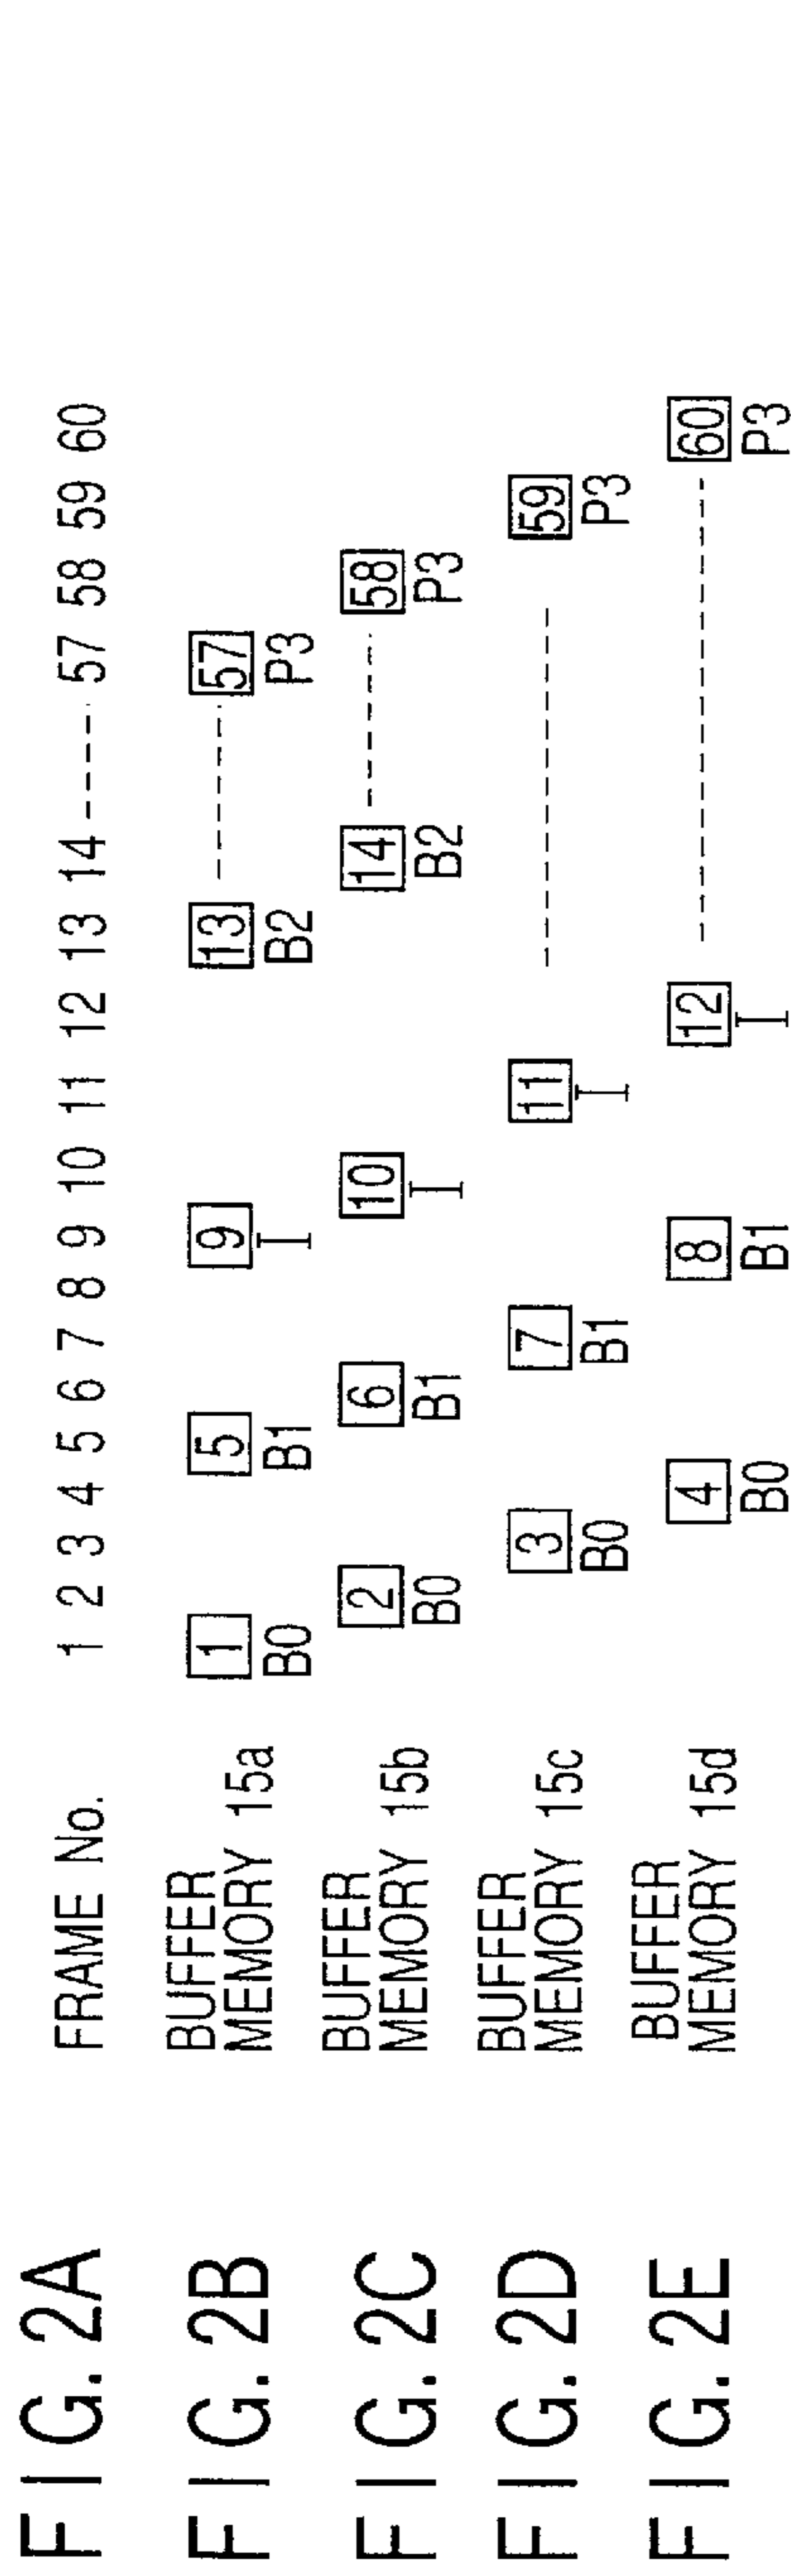 FIG. 2A FRAME No. 1 2 3 4 5 6 7 8 9 10 11 12 13 14 ---- 57 58 59 60
FIG. 2B BUFFER MEMORY 15a 1 5 9 13 ------ 57
B0 B1 I B2 P3
FIG. 2C BUFFER MEMORY 15b 2 6 10 14 ------ 58
B0 B1 I B2 P3
FIG. 2D BUFFER MEMORY 15c 3 7 11 ------------ 59
B0 B1 I P3
FIG. 2E BUFFER MEMORY 15d 4 8 12 ---------------- 60
B0 B1 I P3